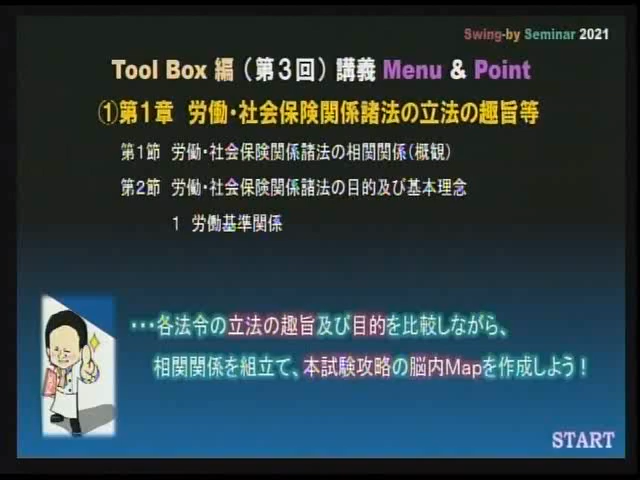 Swing-by Seminar 2021
Tool Box 編（第３回）講義 Menu & Point
①第１章 労働・社会保険関係諸法の立法の趣旨等
第１節 労働・社会保険関係諸法の相関関係（概観）
第２節 労働・社会保険関係諸法の目的及び基本理念
１ 労働基準関係
・・・各法令の立法の趣旨及び目的を比較しながら、
相関関係を組立て、本試験攻略の脳内Mapを作成しよう！
START